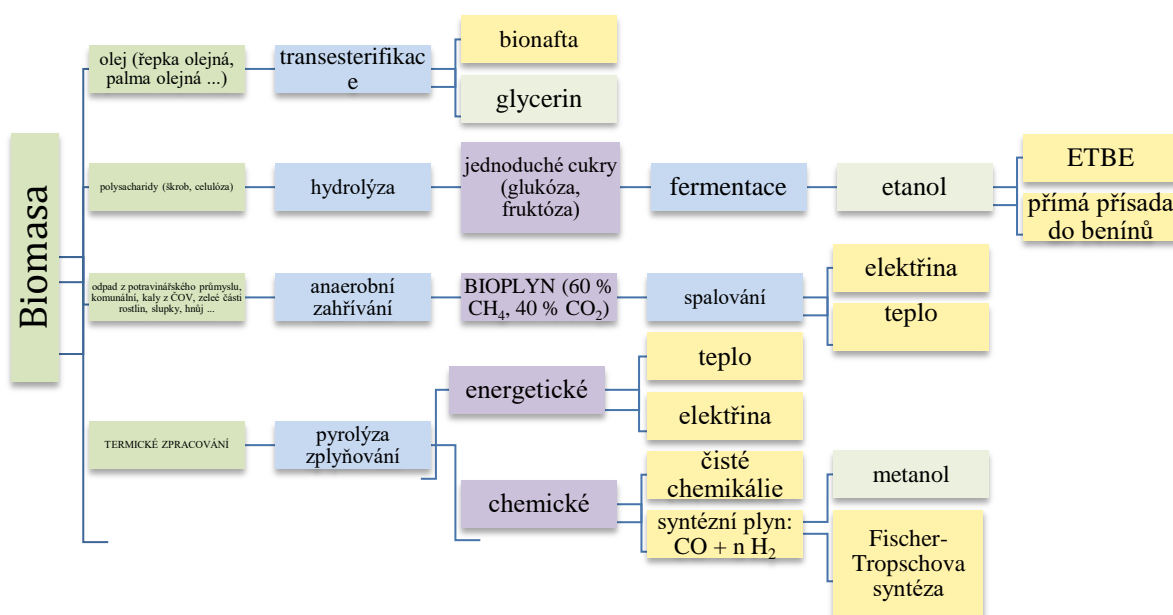 Biomasa
olej (řepka olejná,
palma olejná ...)
transesterifikac
e
bionafta
glycerin
polysacharidy (škrob, celulóza)
hydrolýza
jednoduché cukry
(glukóza,
fruktóza)
fermentace
etanol
ETBE
přímá přísada
do benínů
odpad z potravinářského průmyslu,
komunální, kaly z ČOV, zeleé části
rostlin, slupky, hnůj ...
anaerobní
zahřívání
BIOPLYN (60 %
CH₄, 40 % CO₂)
spalování
elektřina
teplo
TERMICKÉ ZPRACOVÁNÍ
pyrolýza
zplyňování
energetické
teplo
elektřina
chemické
čisté
chemikálie
syntézní plyn:
CO + n H₂
metanol
Fischer-
Tropschova
syntéza